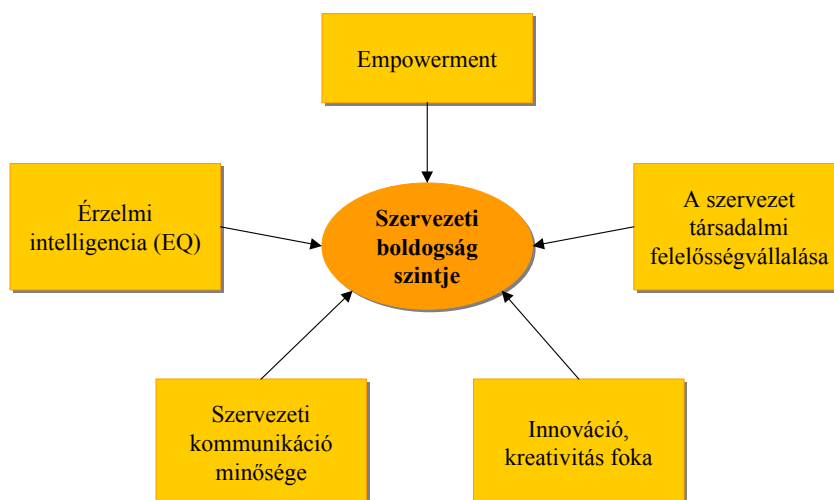 Empowerment
Érzelmi
intelligencia (EQ)
Szervezeti
boldogság
szintje
A szervezet
társadalmi
felelősségvállalása
Szervezeti
kommunikáció
minősége
Innováció,
kreativitás foka